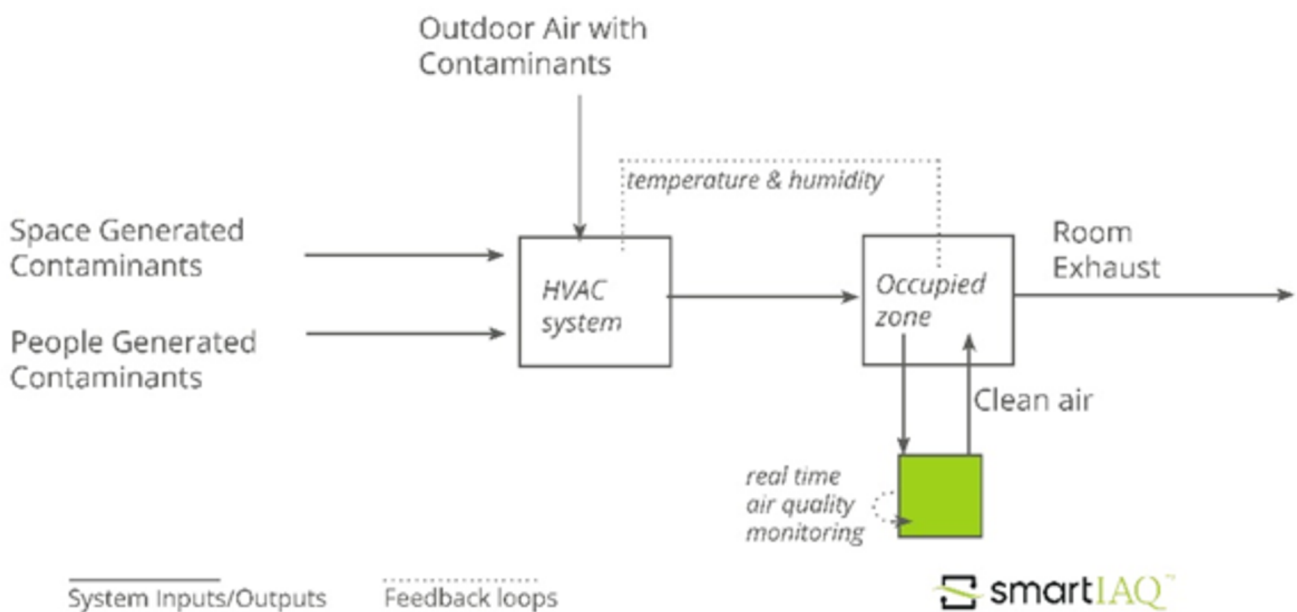 Outdoor Air with
Contaminants
temperature & humidity
Space Generated
Contaminants
Room
Exhaust
HVAC
system
Occupied
zone
People Generated
Contaminants
Clean air
real time
air quality
monitoring
System Inputs/Outputs
Feedback loops
smartIAQ™